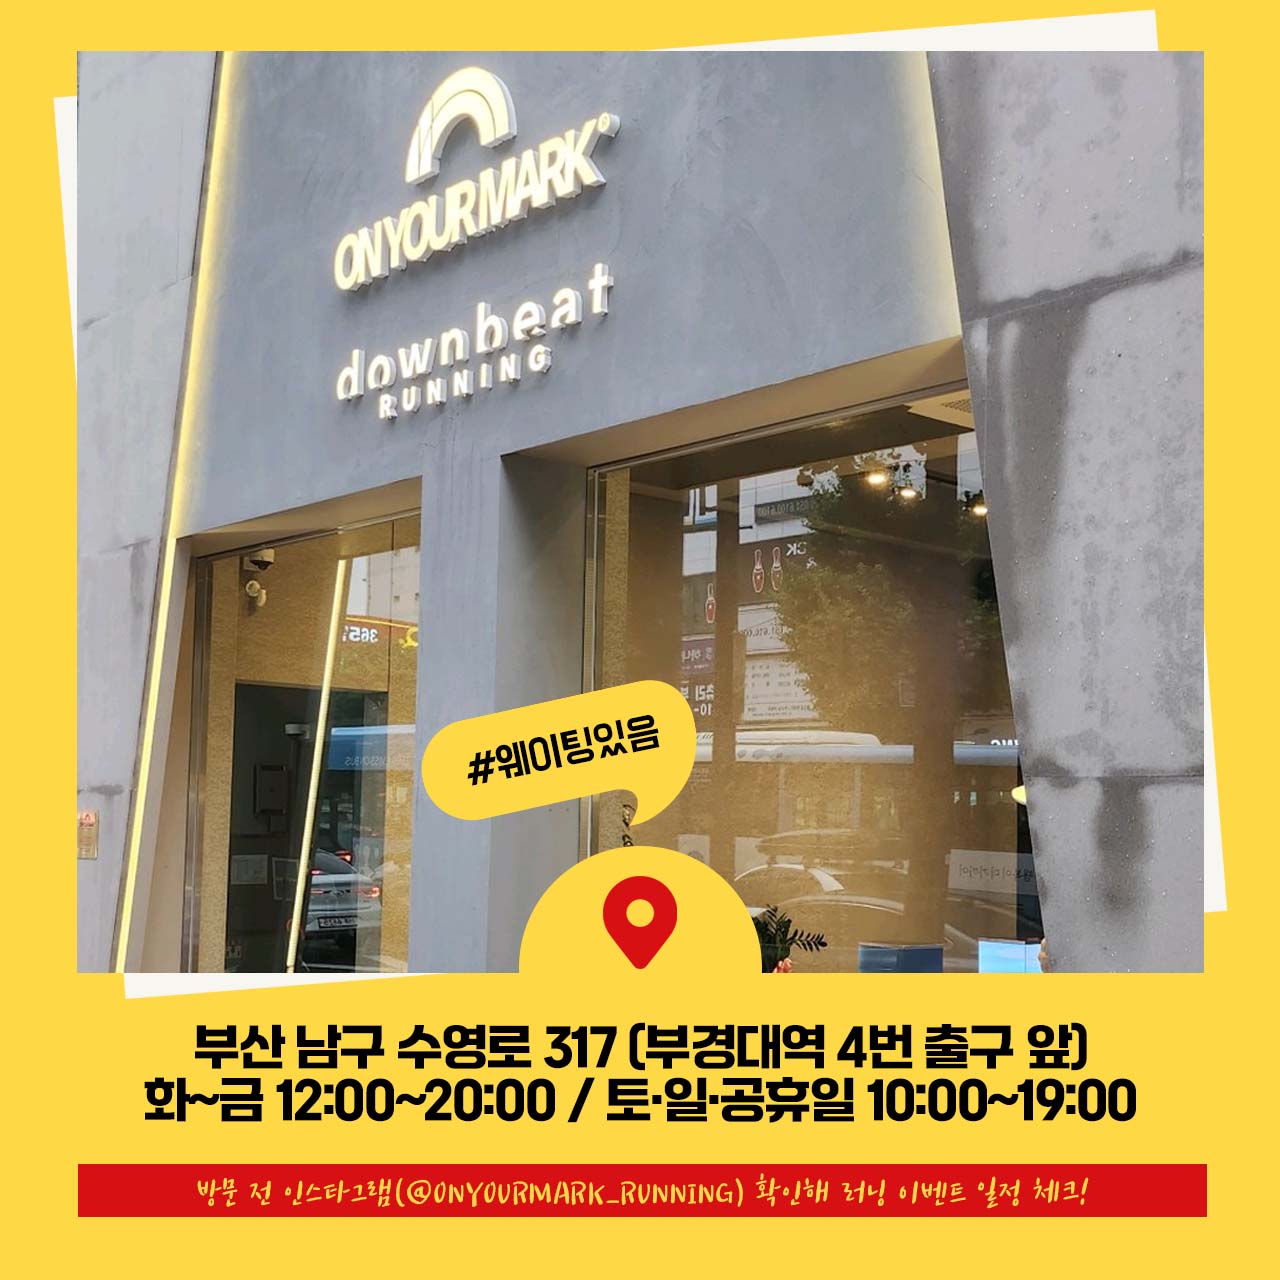 ON YOUR MARK®
downbeat
RUNNING
#웨이팅있음
부산 남구 수영로 317 (부경대역 4번 출구 앞)
화~금 12:00~20:00 / 토·일·공휴일 10:00~19:00
방문 전 인스타그램(@ONYOURMARK_RUNNING) 확인해 러닝 이벤트 일정 체크!